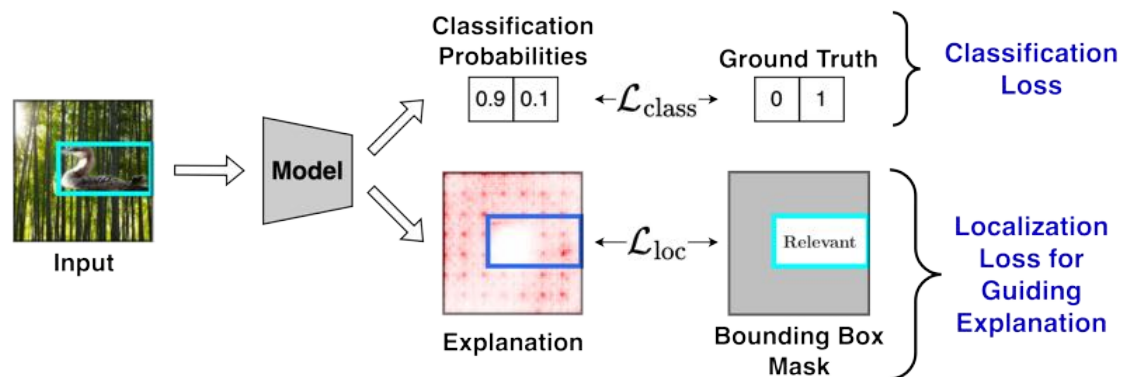 Classification
Probabilities
0.9 0.1
ℒclass
Ground Truth
0 1
Classification
Loss
Input
Model
Explanation
ℒloc
Relevant
Bounding Box
Mask
Localization
Loss for
Guiding
Explanation